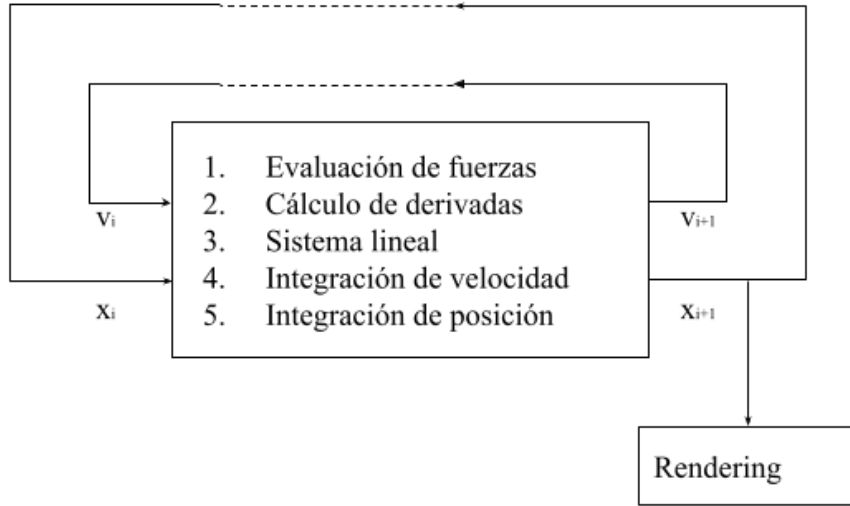 1. Evaluación de fuerzas
2. Cálculo de derivadas
3. Sistema lineal
4. Integración de velocidad
5. Integración de posición
vi
vi+1
xi
xi+1
Rendering